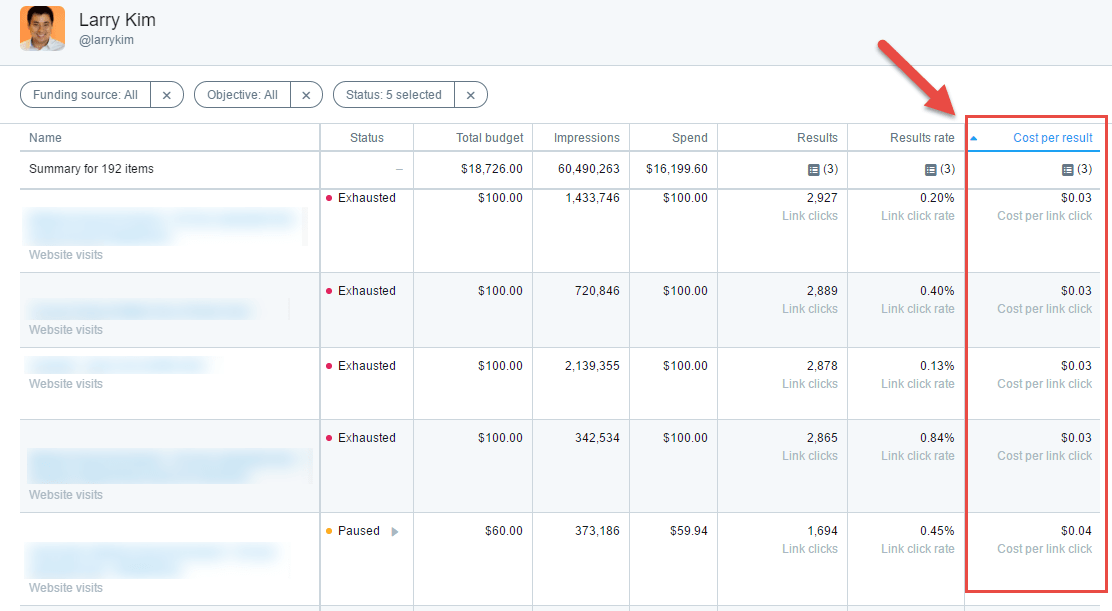 Larry Kim
@larrykim
Funding source: All ✕ Objective: All ✕ Status: 5 selected ✕
Name Status Total budget Impressions Spend Results Results rate Cost per result
Summary for 192 items – $18,726.00 60,490,263 $16,199.60 (3) (3) (3)
Exhausted $100.00 1,433,746 $100.00 2,927 0.20% $0.03
Link clicks Link click rate Cost per link click
Website visits
Exhausted $100.00 720,846 $100.00 2,889 0.40% $0.03
Link clicks Link click rate Cost per link click
Website visits
Exhausted $100.00 2,139,355 $100.00 2,878 0.13% $0.03
Website visits Link clicks Link click rate Cost per link click
Exhausted $100.00 342,534 $100.00 2,865 0.84% $0.03
Link clicks Link click rate Cost per link click
Website visits
Paused $60.00 373,186 $59.94 1,694 0.45% $0.04
Link clicks Link click rate Cost per link click
Website visits